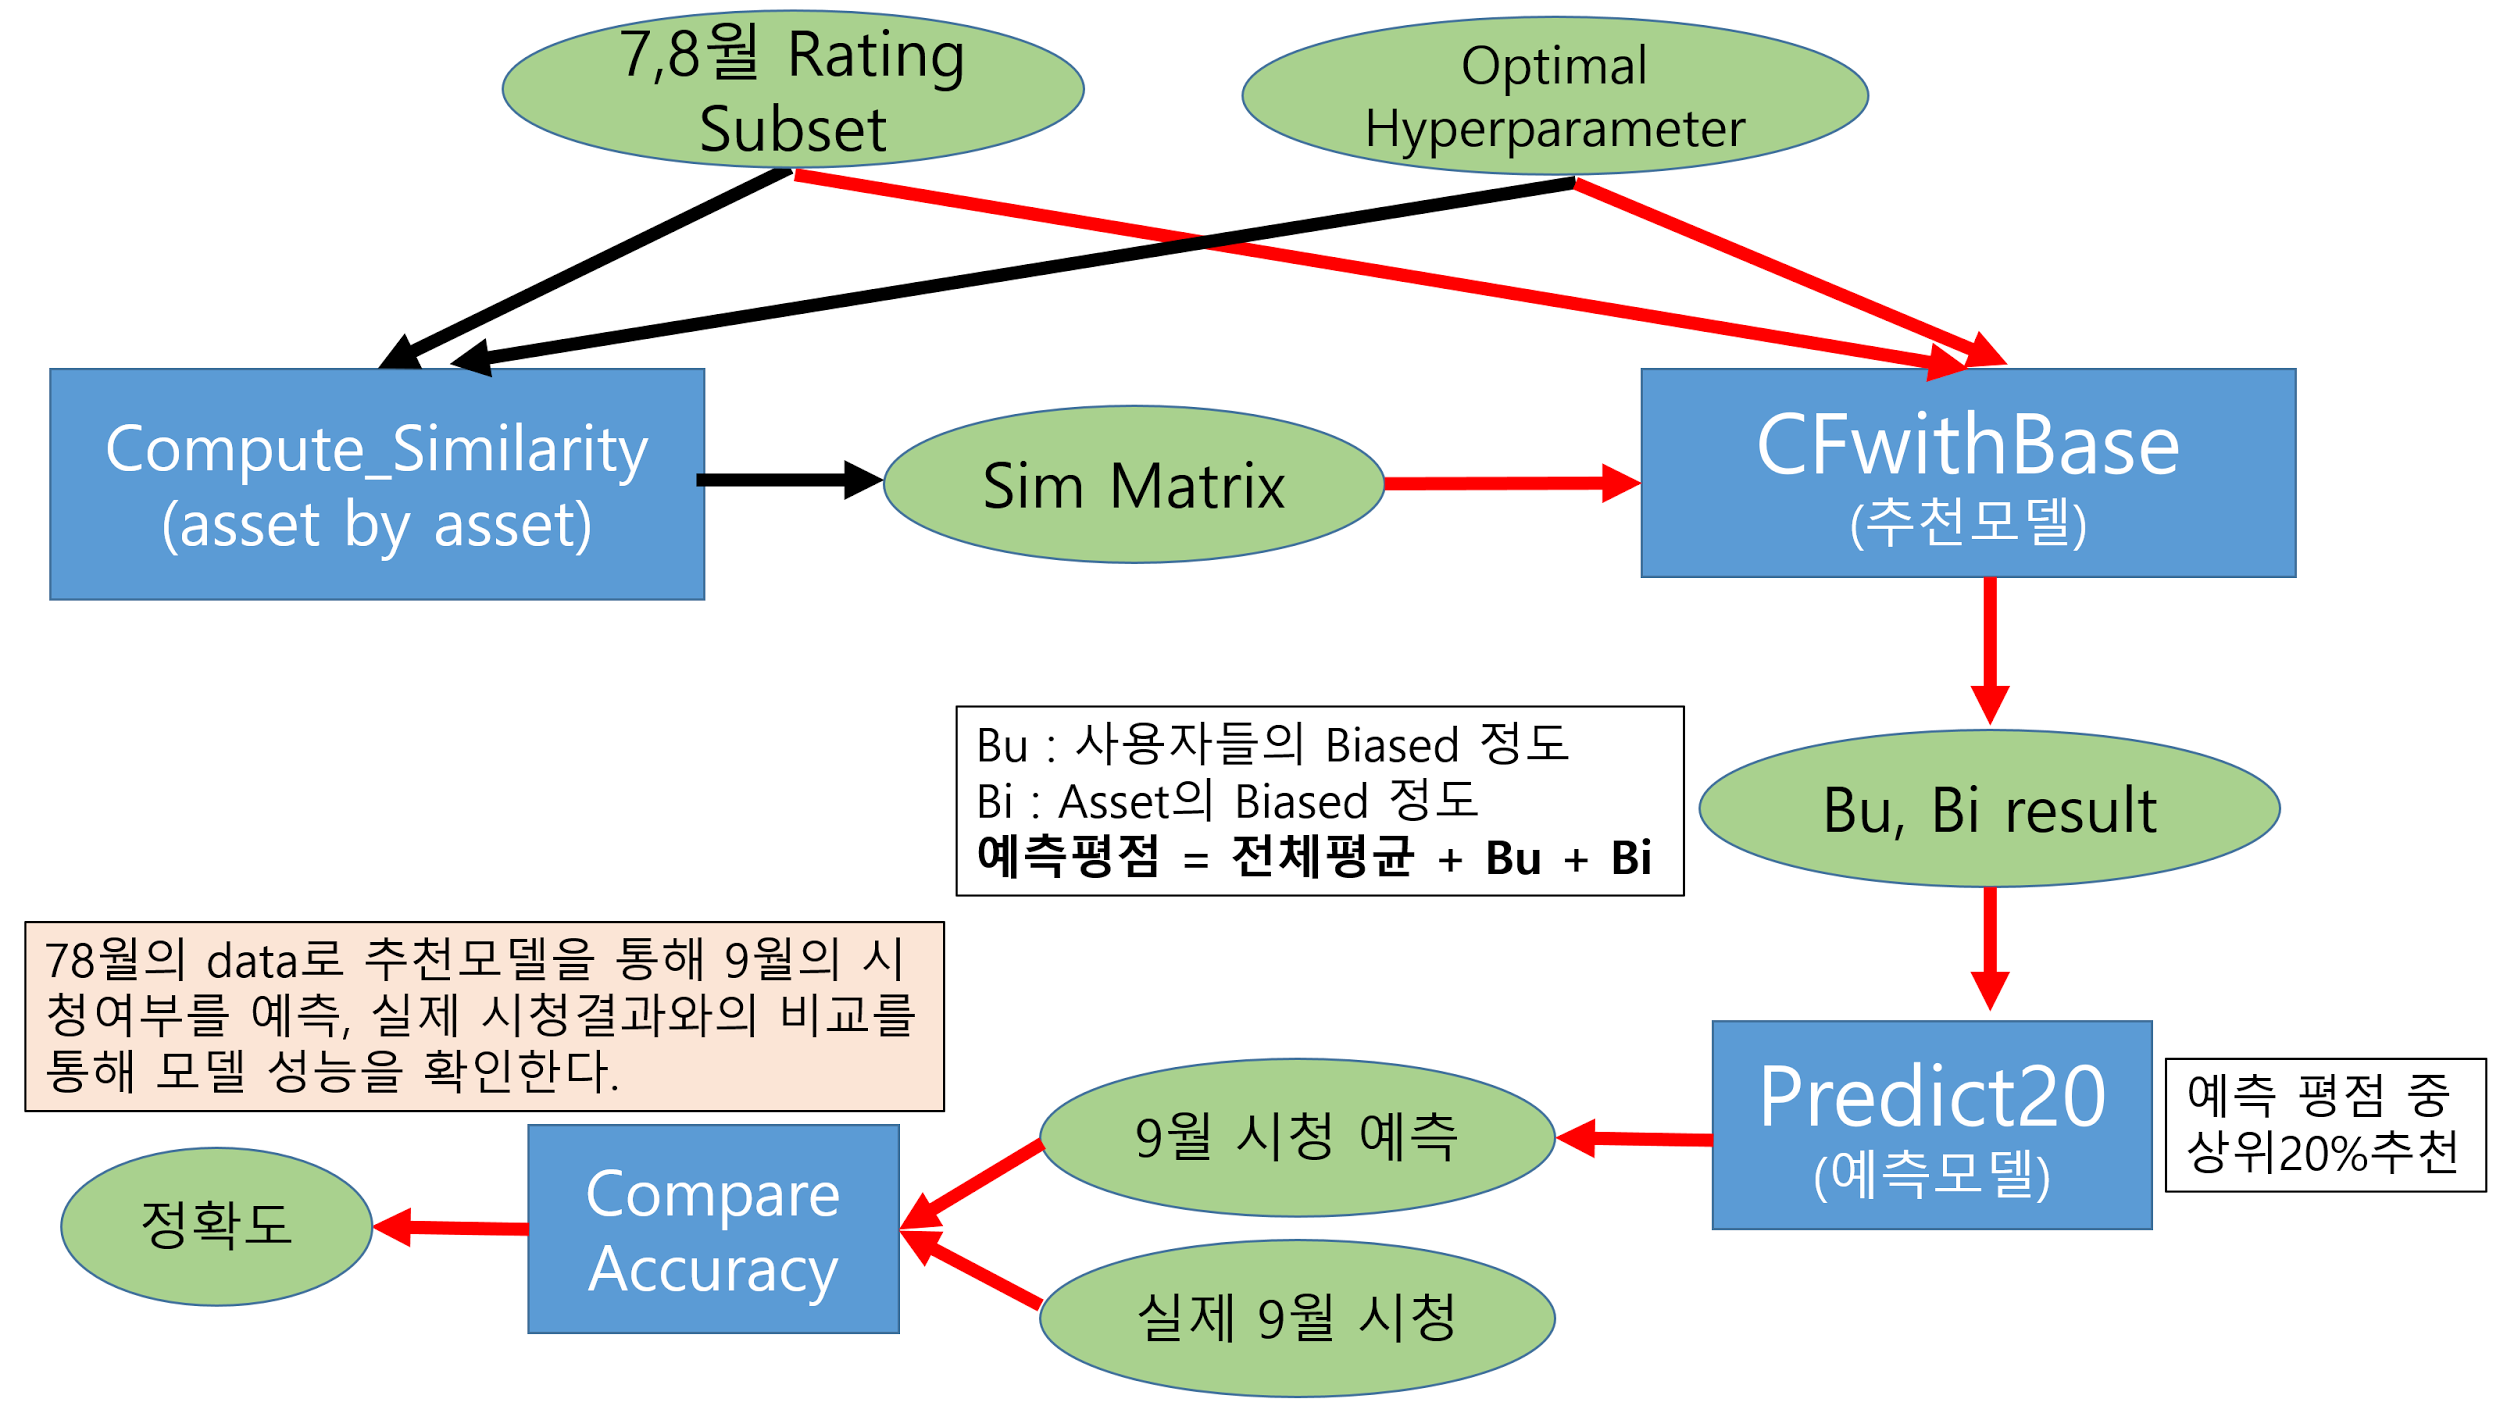 7,8월 Rating
Subset
Optimal
Hyperparameter
Compute_Similarity
(asset by asset)
Sim Matrix
CFwithBase
(추천모델)
Bu : 사용자들의 Biased 정도
Bi : Asset의 Biased 정도
예측평점 = 전체평균 + Bu + Bi
Bu, Bi result
78월의 data로 추천모델을 통해 9월의 시
청여부를 예측, 실제 시청결과와의 비교를
통해 모델 성능을 확인한다.
Predict20
(예측모델)
예측 평점 중
상위20%추천
9월 시청 예측
실제 9월 시청
Compare
Accuracy
정확도